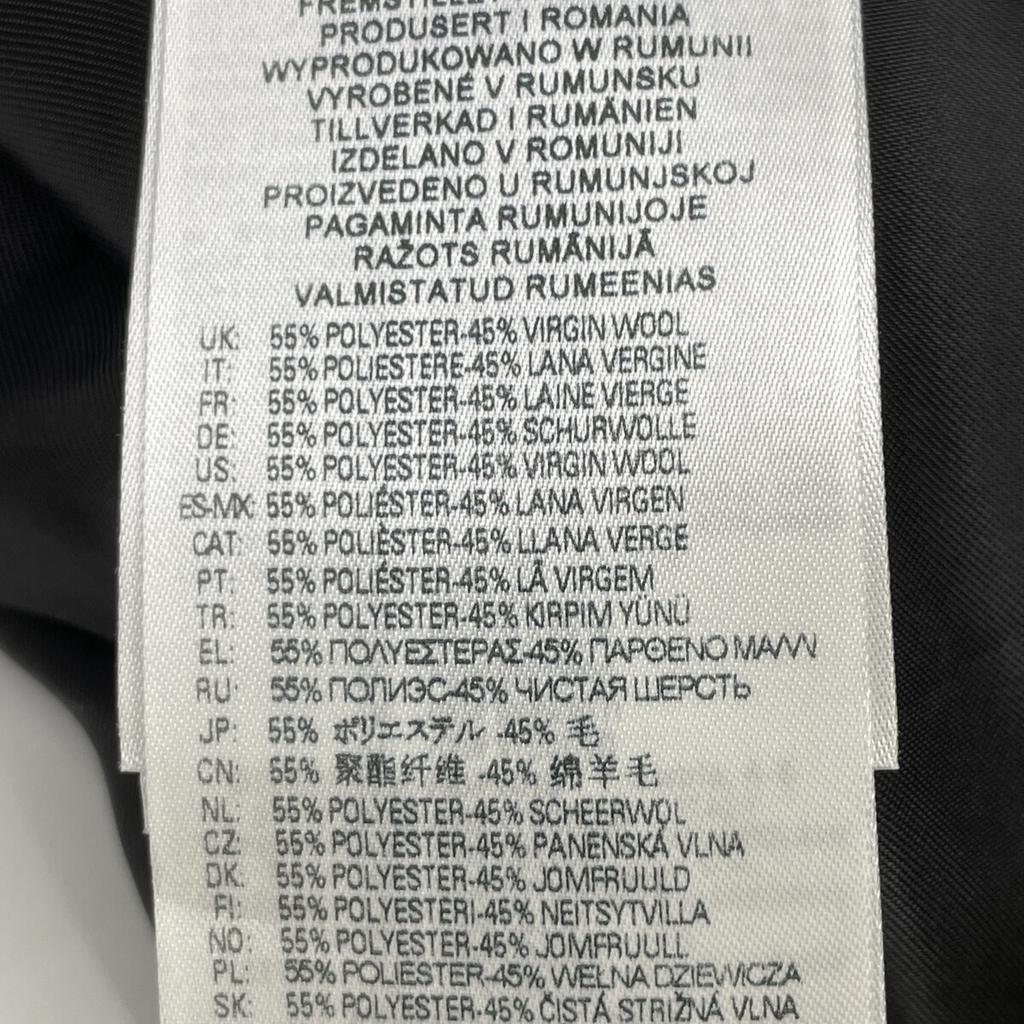 FREMSTILLET I
PRODUSERT I ROMANIA
WYPRODUKOWANO W RUMUNII
VYROBENÉ V RUMUNSKU
TILLVERKAD I RUMÄNIEN
IZDELANO V ROMUNIJI
PROIZVEDENO U RUMUNJSKOJ
PAGAMINTA RUMUNIJOJE
RAŽOTS RUMĀNIJĀ
VALMISTATUD RUMEENIAS
UK: 55% POLYESTER-45% VIRGIN WOOL
IT: 55% POLIESTERE-45% LANA VERGINE
FR: 55% POLYESTER-45% LAINE VIERGE
DE: 55% POLYESTER-45% SCHURWOLLE
US: 55% POLYESTER-45% VIRGIN WOOL
ES-MX: 55% POLIÉSTER-45% LANA VIRGEN
CAT: 55% POLIÈSTER-45% LLANA VERGE
PT: 55% POLIÉSTER-45% LÃ VIRGEM
TR: 55% POLYESTER-45% KIRPIM YÜNÜ
EL: 55% ΠΟΛΥΕΣΤΕΡΑΣ-45% ΠΑΡΘΕΝΟ ΜΑΛΛΙ
RU: 55% ПОЛИЭС-45% ЧИСТАЯ ШЕРСТЬ
JP: 55% ポリエステル -45% 毛
CN: 55% 聚酯纤维 -45% 绵羊毛
NL: 55% POLYESTER-45% SCHEERWOL
CZ: 55% POLYESTER-45% PANENSKÁ VLNA
DK: 55% POLYESTER-45% JOMFRUULD
FI: 55% POLYESTERI-45% NEITSYTVILLA
NO: 55% POLYESTER-45% JOMFRUULL
PL: 55% POLIESTER-45% WEŁNA DZIEWICZA
SK: 55% POLYESTER-45% ČISTÁ STRIŽNÁ VLNA